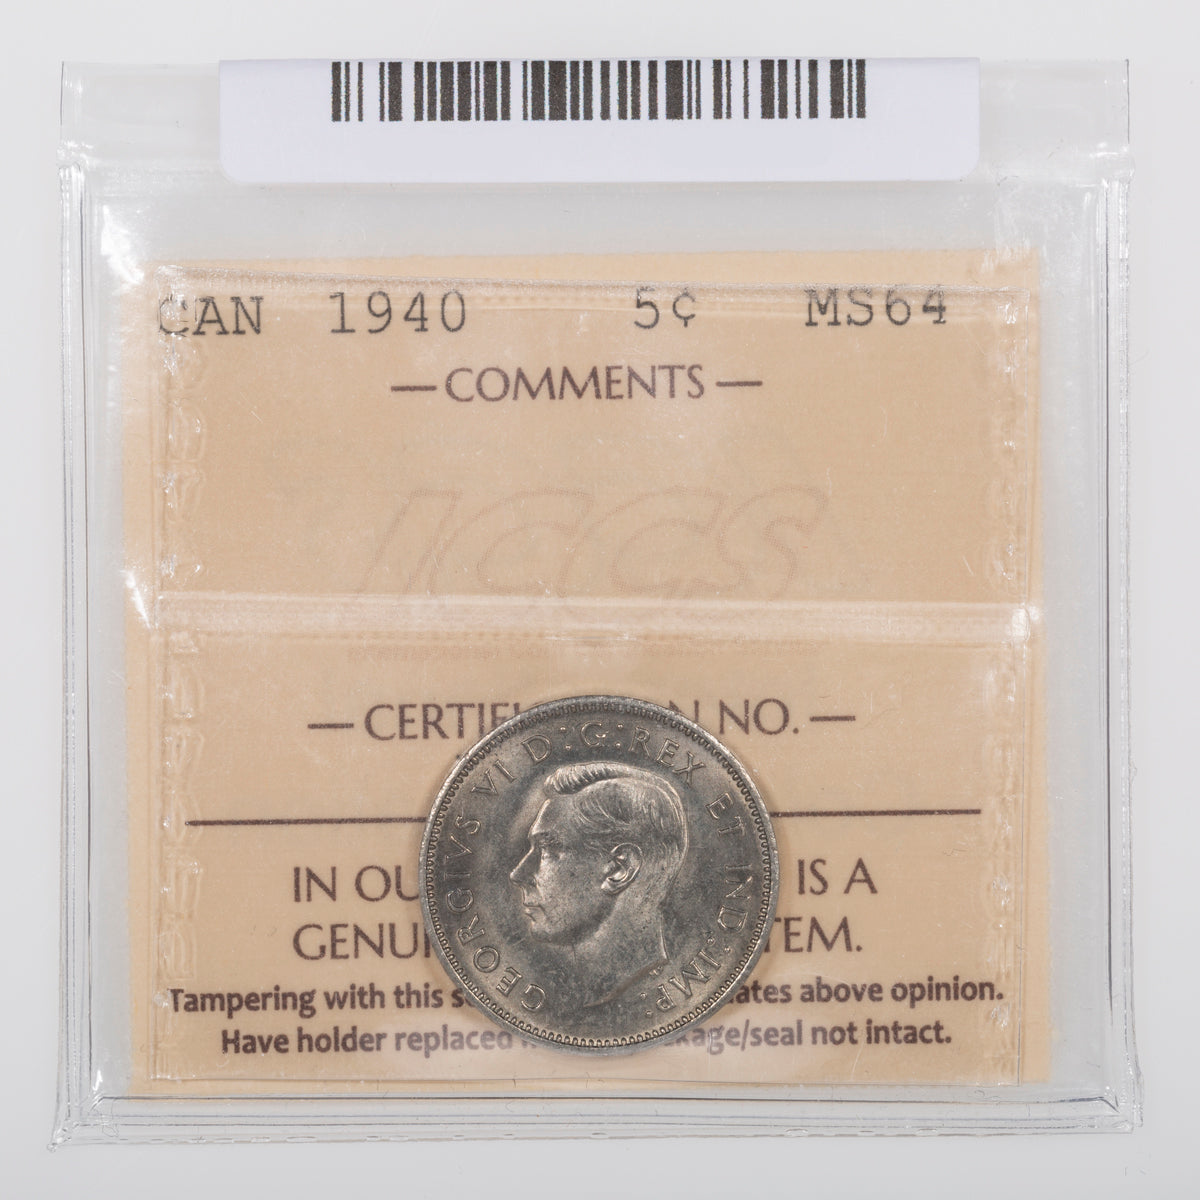 CAN 1940 5¢ MS64
— COMMENTS —
ICCS
— CERTIFI N NO. —
IN OU IS A
GENUI TEM.
Tampering with this s ates above opinion.
Have holder replaced kage/seal not intact.
GEORGIVS VI D:G:REX ET IND:IMP: